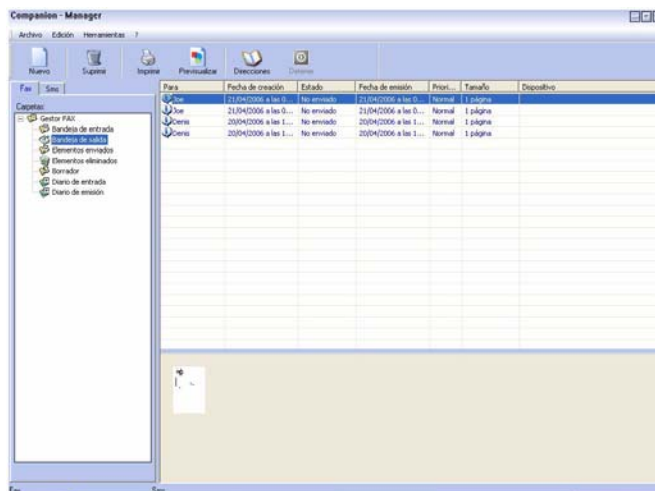 Companion - Manager
Archivo Edición Herramientas ?
Nuevo Suprimir Imprimir Previsualizar Direcciones Detener
Fax Sms
Carpetas:
Gestor FAX
Bandeja de entrada
Bandeja de salida
Elementos enviados
Elementos eliminados
Borrador
Diario de entrada
Diario de emisión
Para Fecha de creación Estado Fecha de emisión Priori... Tamaño Dispositivo
Joe 21/04/2006 a las 0... No enviado 21/04/2006 a las 0... Normal 1 página
Joe 21/04/2006 a las 0... No enviado 21/04/2006 a las 0... Normal 1 página
Denis 20/04/2006 a las 1... No enviado 20/04/2006 a las 1... Normal 1 página
Denis 20/04/2006 a las 1... No enviado 20/04/2006 a las 1... Normal 1 página